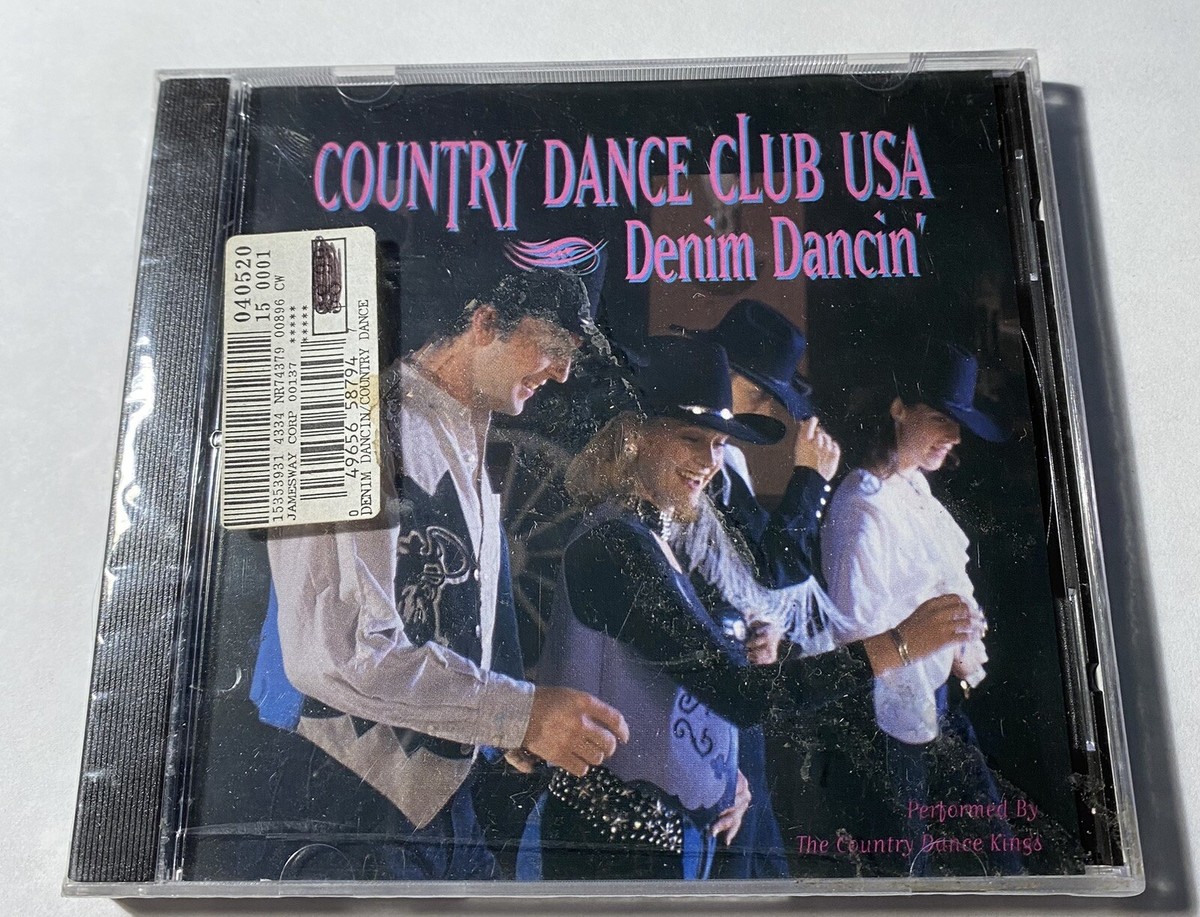 COUNTRY DANCE CLUB USA
Denim Dancin'
040520
15 0001
15353931 4334 NR74379 00896 CW
JAMESWAY CORP 00137 *****
*****
0 49656 58794 7
DENIM DANCIN COUNTRY DANCE
Performed By
The Country Dance Kings